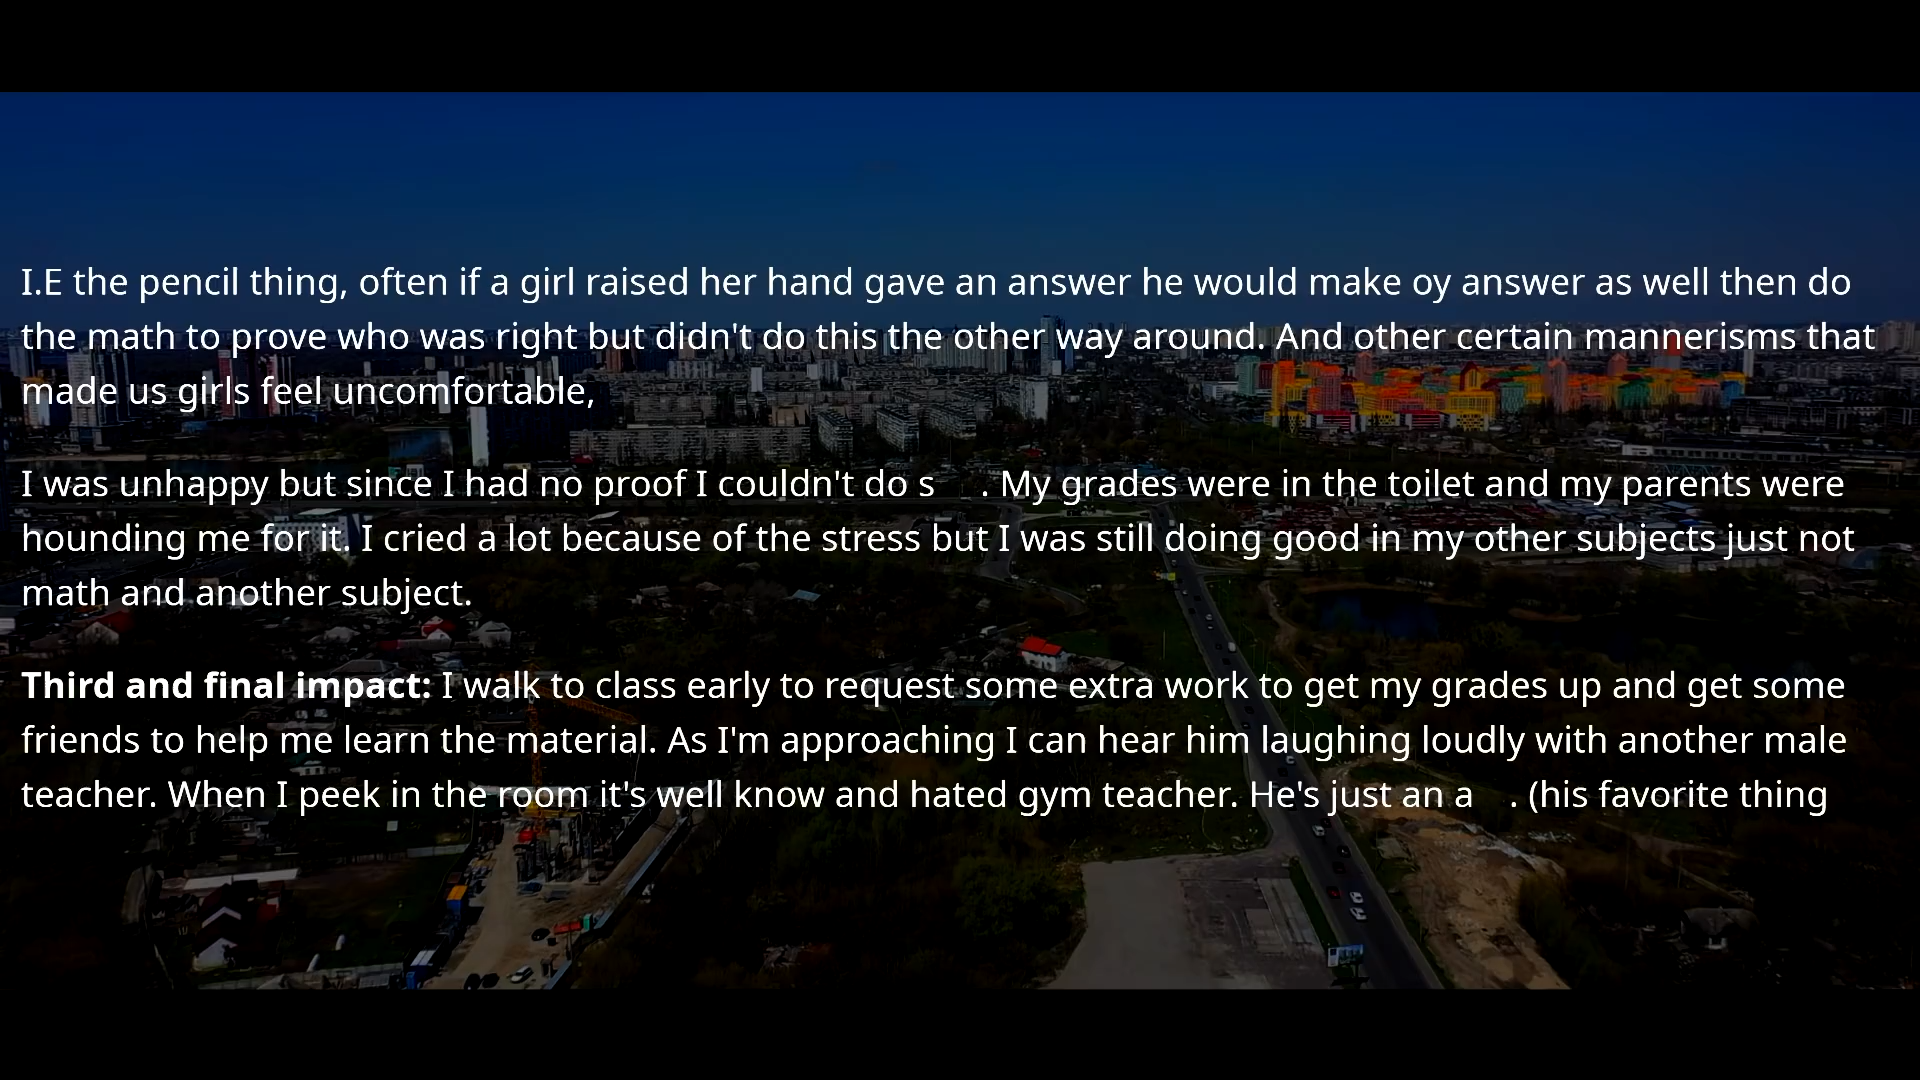 I.E the pencil thing, often if a girl raised her hand gave an answer he would make oy answer as well then do
the math to prove who was right but didn't do this the other way around. And other certain mannerisms that
made us girls feel uncomfortable,
I was unhappy but since I had no proof I couldn't do s . My grades were in the toilet and my parents were
hounding me for it. I cried a lot because of the stress but I was still doing good in my other subjects just not
math and another subject.
Third and final impact: I walk to class early to request some extra work to get my grades up and get some
friends to help me learn the material. As I'm approaching I can hear him laughing loudly with another male
teacher. When I peek in the room it's well know and hated gym teacher. He's just an a . (his favorite thing